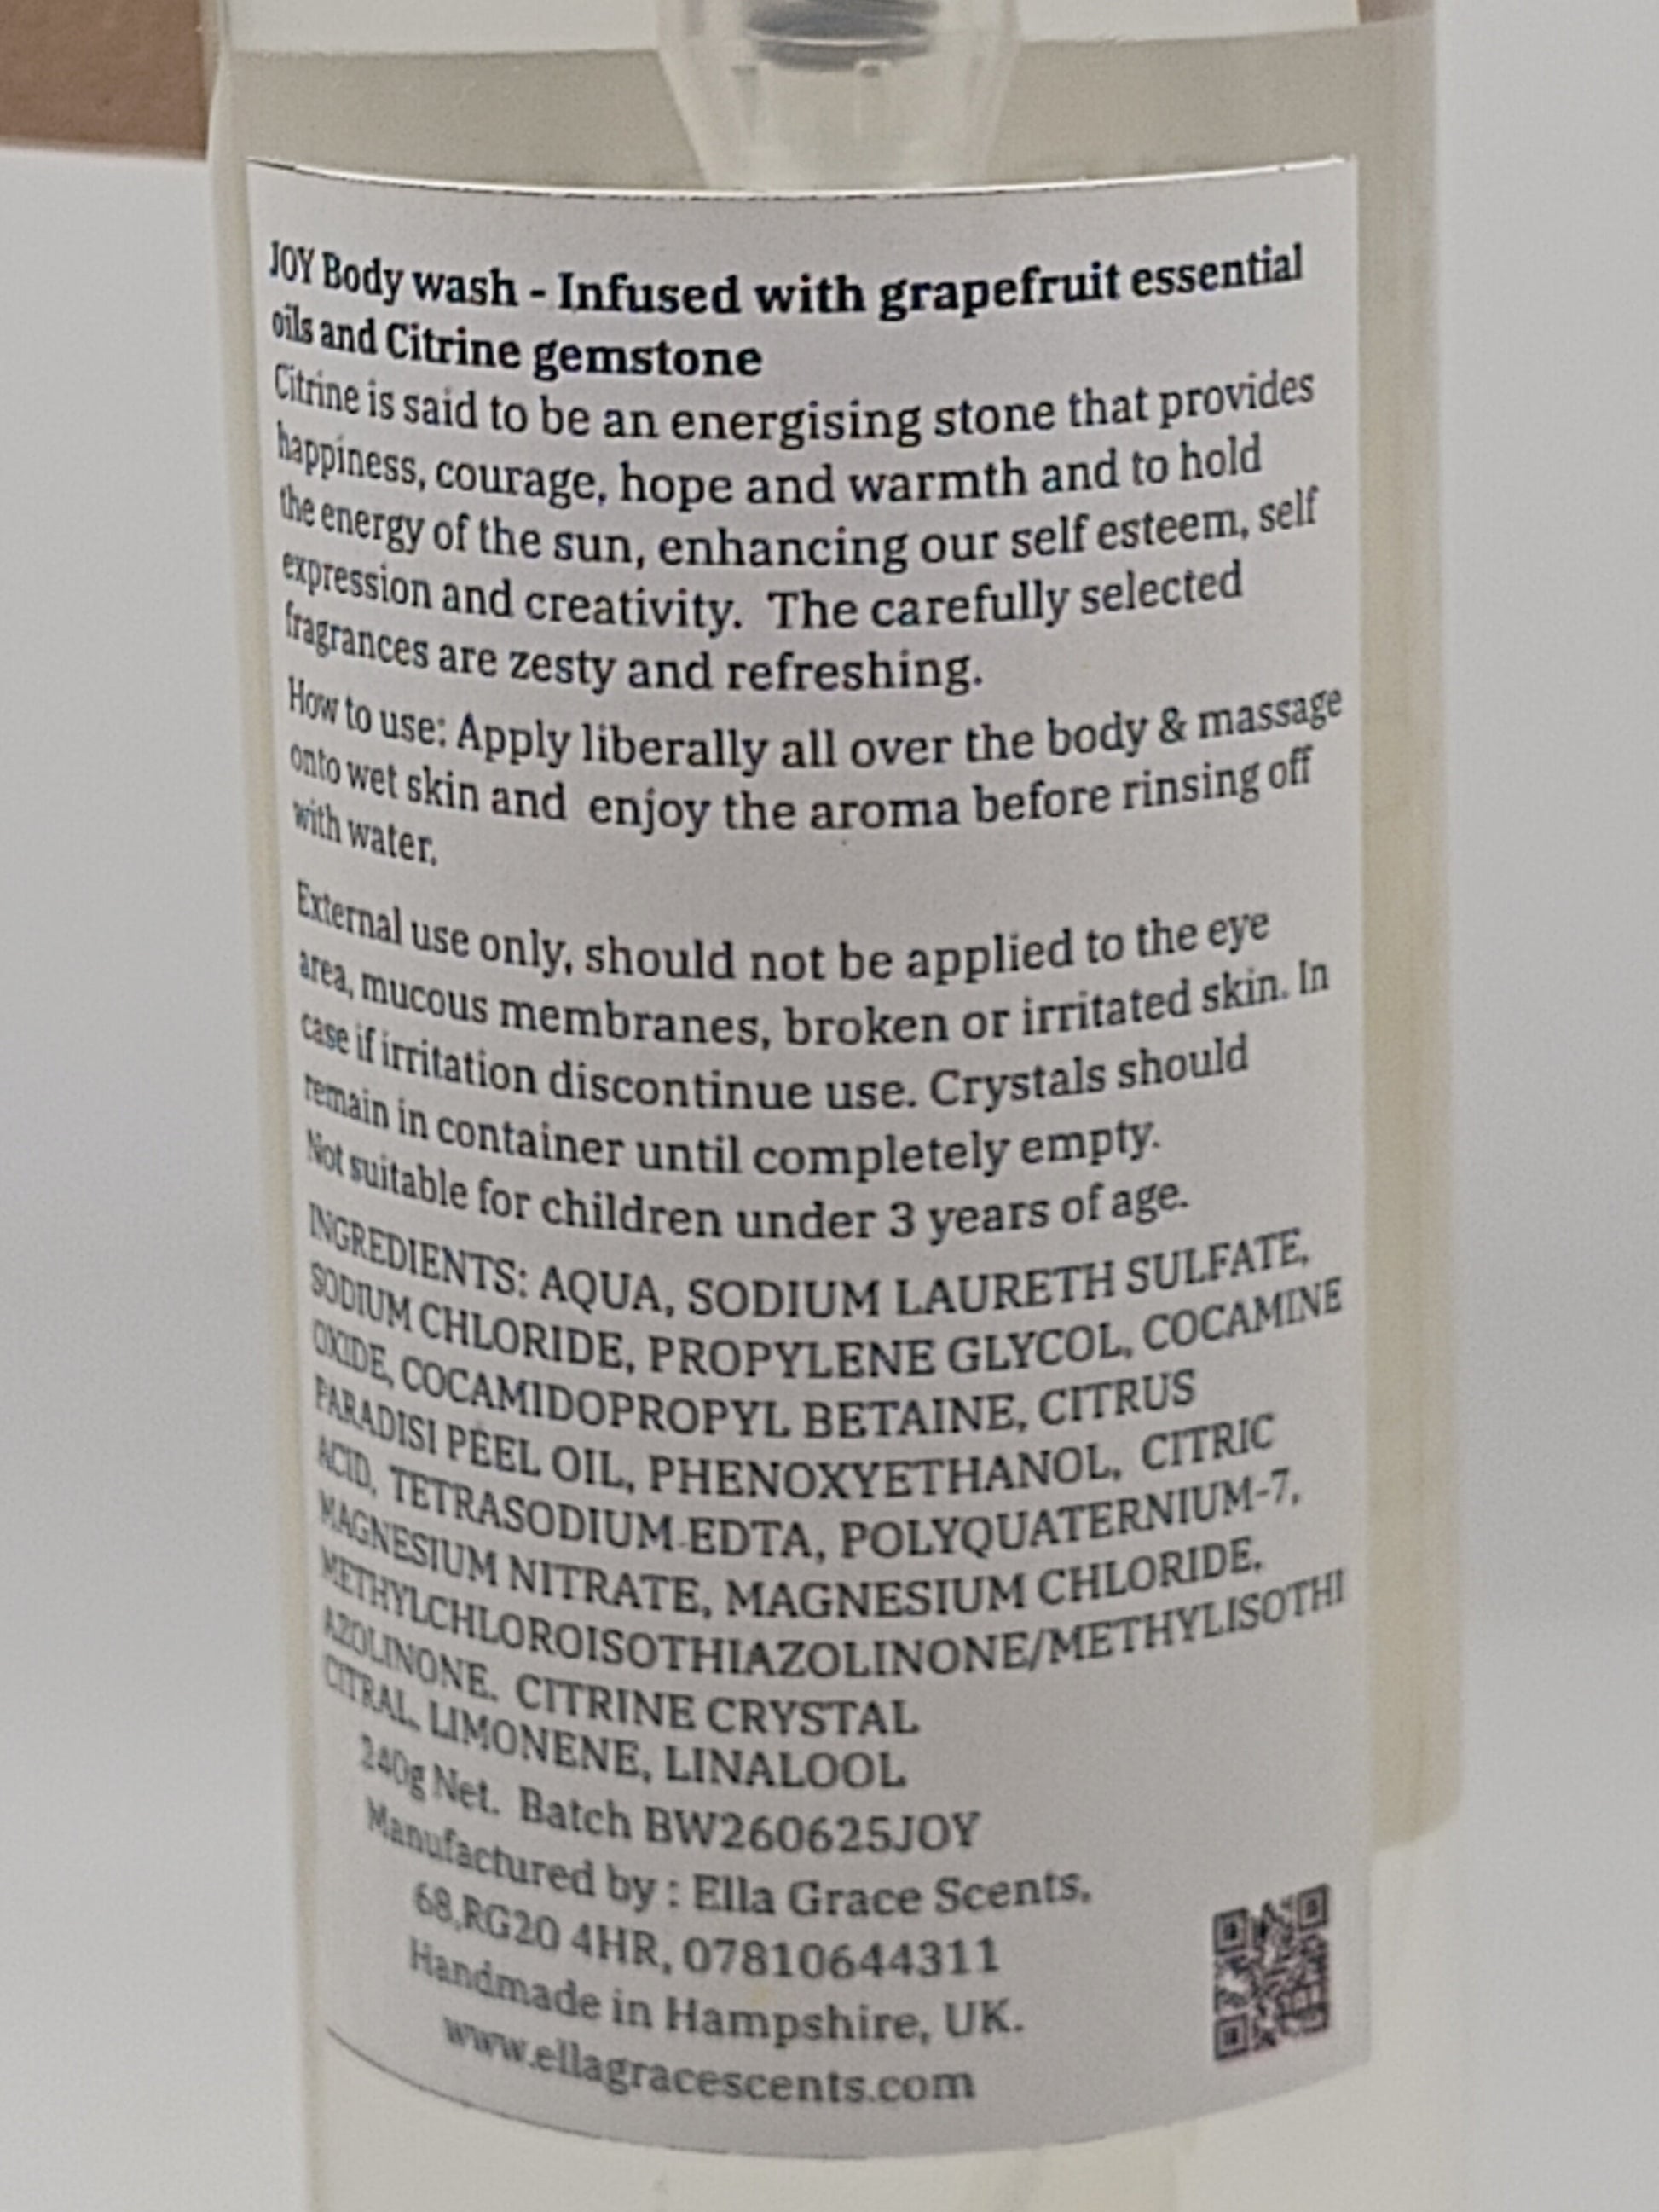 JOY Body wash - Infused with grapefruit essential
oils and Citrine gemstone
Citrine is said to be an energising stone that provides
happiness, courage, hope and warmth and to hold
the energy of the sun, enhancing our self esteem, self
expression and creativity.  The carefully selected
fragrances are zesty and refreshing.
How to use: Apply liberally all over the body & massage
onto wet skin and  enjoy the aroma before rinsing off
with water.
External use only, should not be applied to the eye
area, mucous membranes, broken or irritated skin. In
case if irritation discontinue use. Crystals should
remain in container until completely empty.
Not suitable for children under 3 years of age.
INGREDIENTS: AQUA, SODIUM LAURETH SULFATE,
SODIUM CHLORIDE, PROPYLENE GLYCOL, COCAMINE
OXIDE, COCAMIDOPROPYL BETAINE, CITRUS
PARADISI PEEL OIL, PHENOXYETHANOL,  CITRIC
ACID, TETRASODIUM EDTA, POLYQUATERNIUM-7,
MAGNESIUM NITRATE, MAGNESIUM CHLORIDE,
METHYLCHLOROISOTHIAZOLINONE/METHYLISOTHI
AZOLINONE.  CITRINE CRYSTAL
CITRAL, LIMONENE, LINALOOL
240g Net.  Batch BW260625JOY
Manufactured by : Ella Grace Scents,
68,RG20 4HR, 07810644311
Handmade in Hampshire, UK.
www.ellagracescents.com